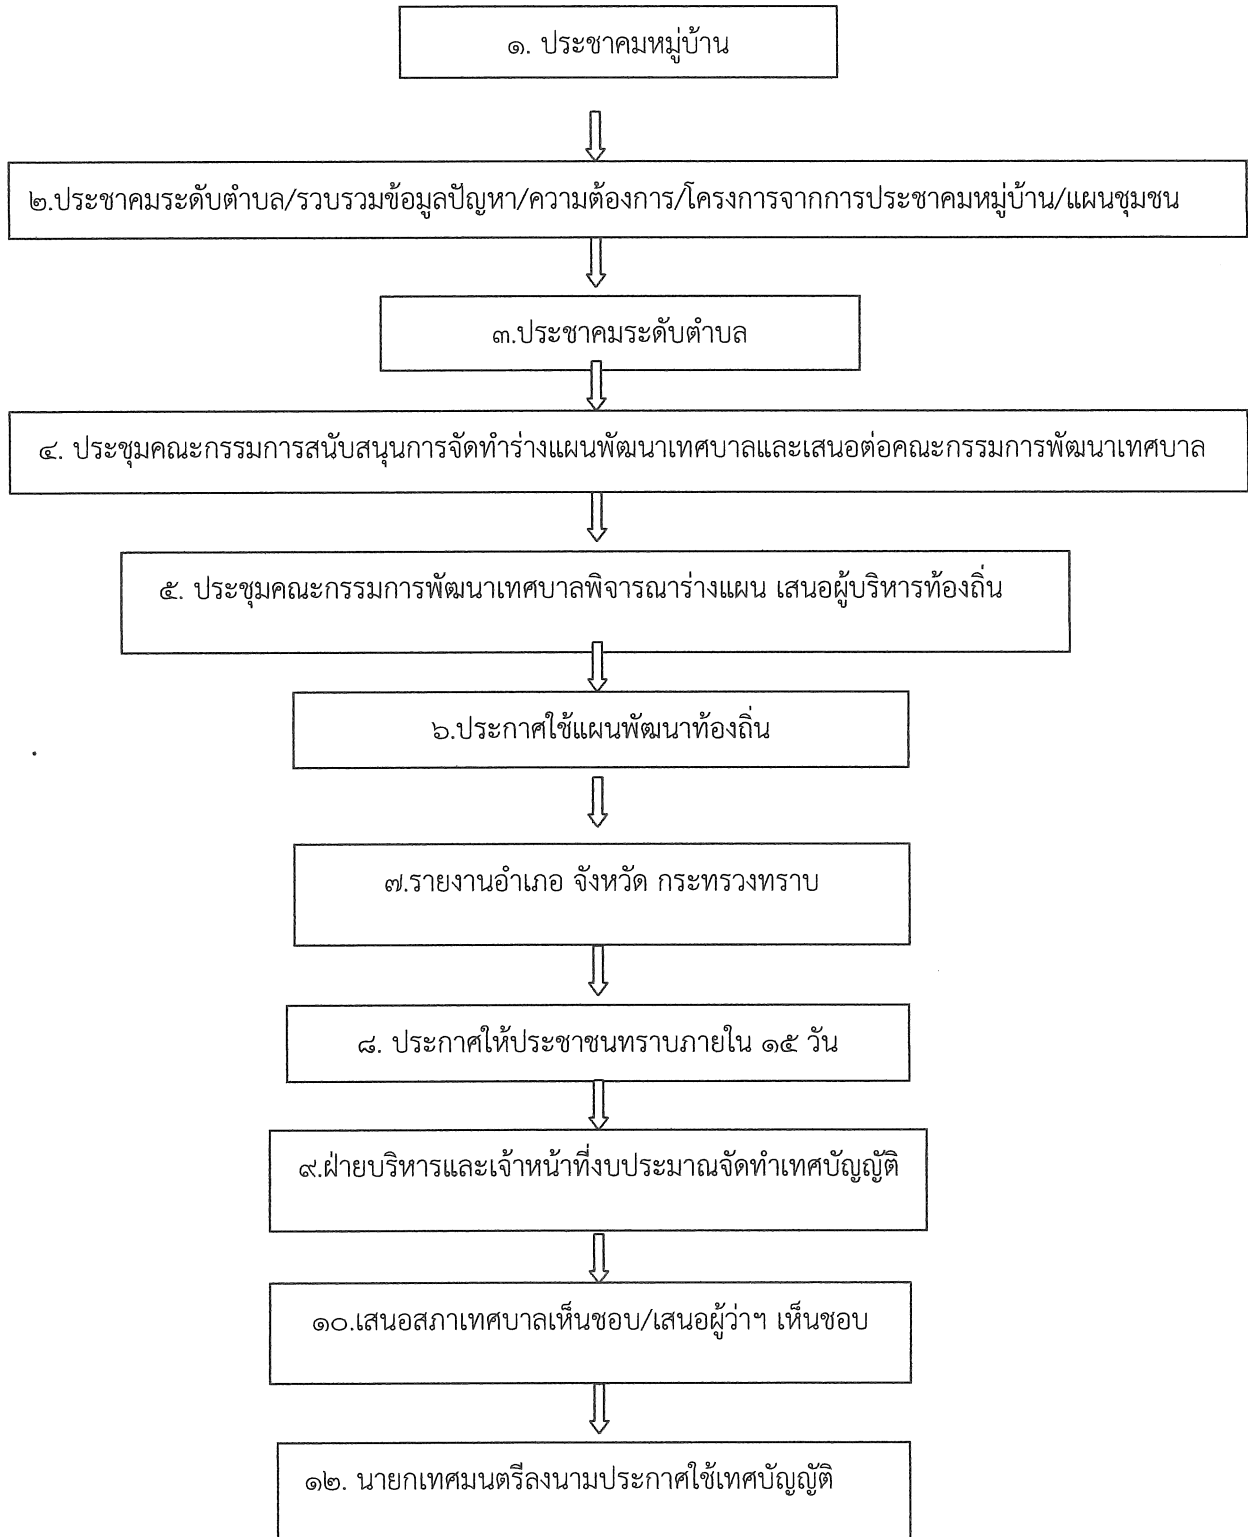 ๑. ประชาคมหมู่บ้าน
๒.ประชาคมระดับตำบล/รวบรวมข้อมูลปัญหา/ความต้องการ/โครงการจากการประชาคมหมู่บ้าน/แผนชุมชน
๓.ประชาคมระดับตำบล
๔. ประชุมคณะกรรมการสนับสนุนการจัดทำร่างแผนพัฒนาเทศบาลและเสนอต่อคณะกรรมการพัฒนาเทศบาล
๕. ประชุมคณะกรรมการพัฒนาเทศบาลพิจารณาร่างแผน เสนอผู้บริหารท้องถิ่น
๖.ประกาศใช้แผนพัฒนาท้องถิ่น
๗.รายงานอำเภอ จังหวัด กระทรวงทราบ
๘. ประกาศให้ประชาชนทราบภายใน ๑๕ วัน
๙.ฝ่ายบริหารและเจ้าหน้าที่งบประมาณจัดทำเทศบัญญัติ
๑๐.เสนอสภาเทศบาลเห็นชอบ/เสนอผู้ว่าฯ เห็นชอบ
๑๒. นายกเทศมนตรีลงนามประกาศใช้เทศบัญญัติ